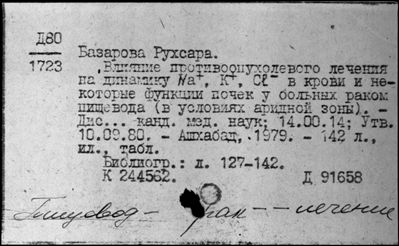 Д80
1723
Базарова Рухсара.
Влияние противоопухолевого лечения
на динамику Na⁺, K⁺, Cl⁻ в крови и не-
которые функции почек у больных раком
пищевода (в условиях аридной зоны). -
Дис... канд. мед. наук: 14.00.14; Утв.
10.09.80. - Ашхабад, 1979. - 142 л.,
ил., табл.
Библиогр.: л. 127-142.
К 244562. Д 91658
Пищевод - рак -- лечение